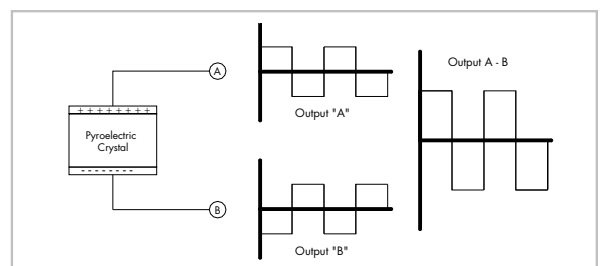 A
Output "A"
Output A - B
+ + + + + + + +
Pyroelectric
Crystal
- - - - - - - -
B
Output "B"